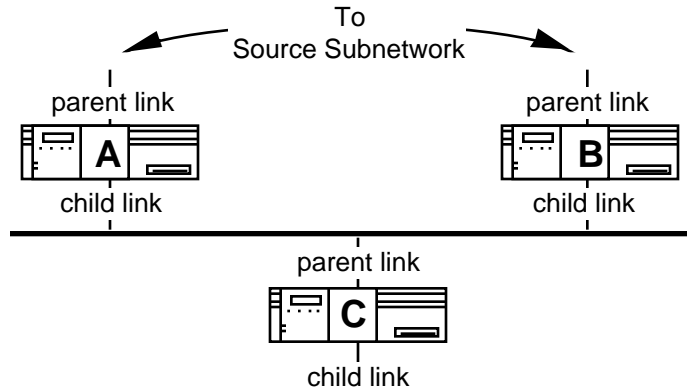 To
Source Subnetwork
parent link
parent link
A
B
child link
child link
parent link
C
child link